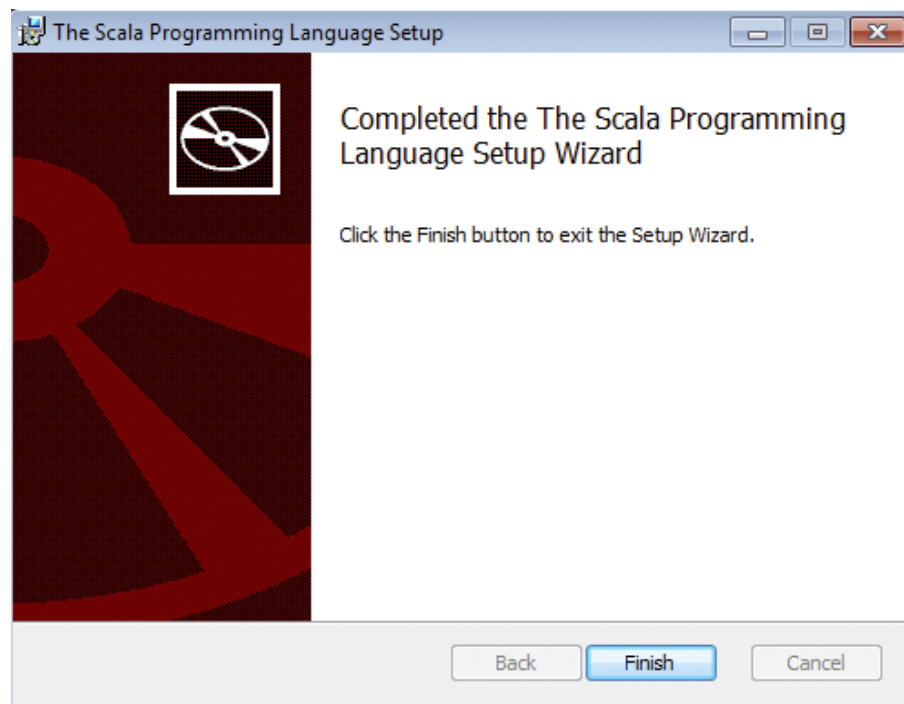 The Scala Programming Language Setup
Completed the The Scala Programming
Language Setup Wizard
Click the Finish button to exit the Setup Wizard.
Back
Finish
Cancel